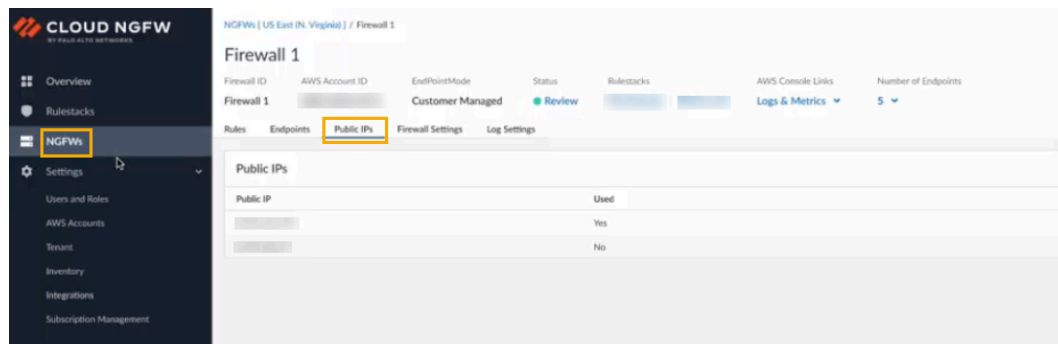 CLOUD NGFW
BY PALO ALTO NETWORKS
Overview
Rulestacks
NGFWs
Settings
Users and Roles
AWS Accounts
Tenant
Inventory
Integrations
Subscription Management
NGFWs [ US East (N. Virginia) ] / Firewall 1
Firewall 1
Firewall ID AWS Account ID EndPointMode Status Rulestacks AWS Console Links Number of Endpoints
Firewall 1 Customer Managed Review Logs & Metrics 5
Rules Endpoints Public IPs Firewall Settings Log Settings
Public IPs
Public IP Used
Yes
No